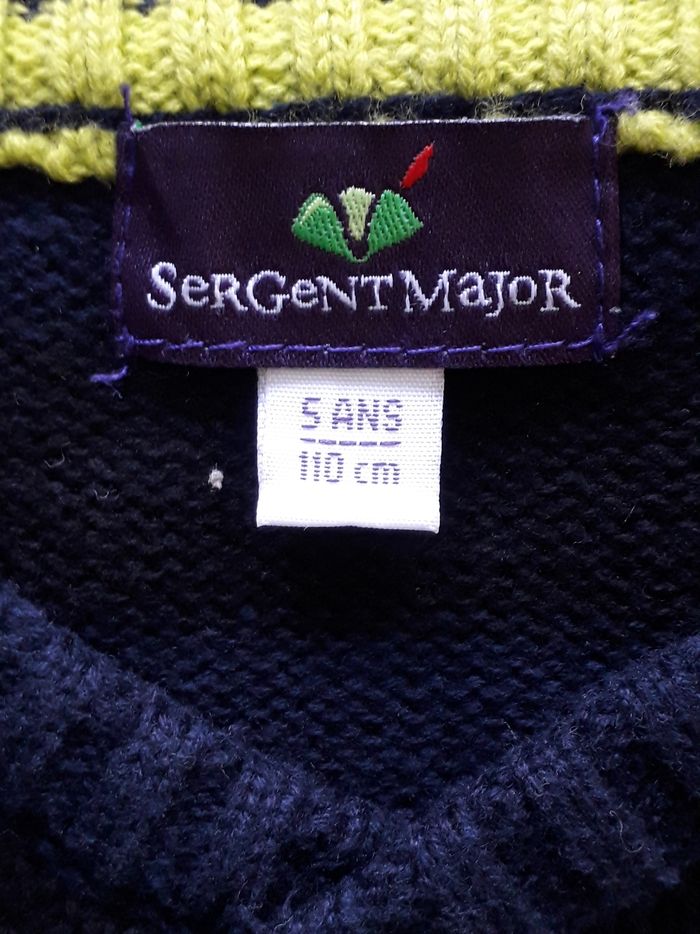 SeRGeNT MajoR
5 ANS
110 cm